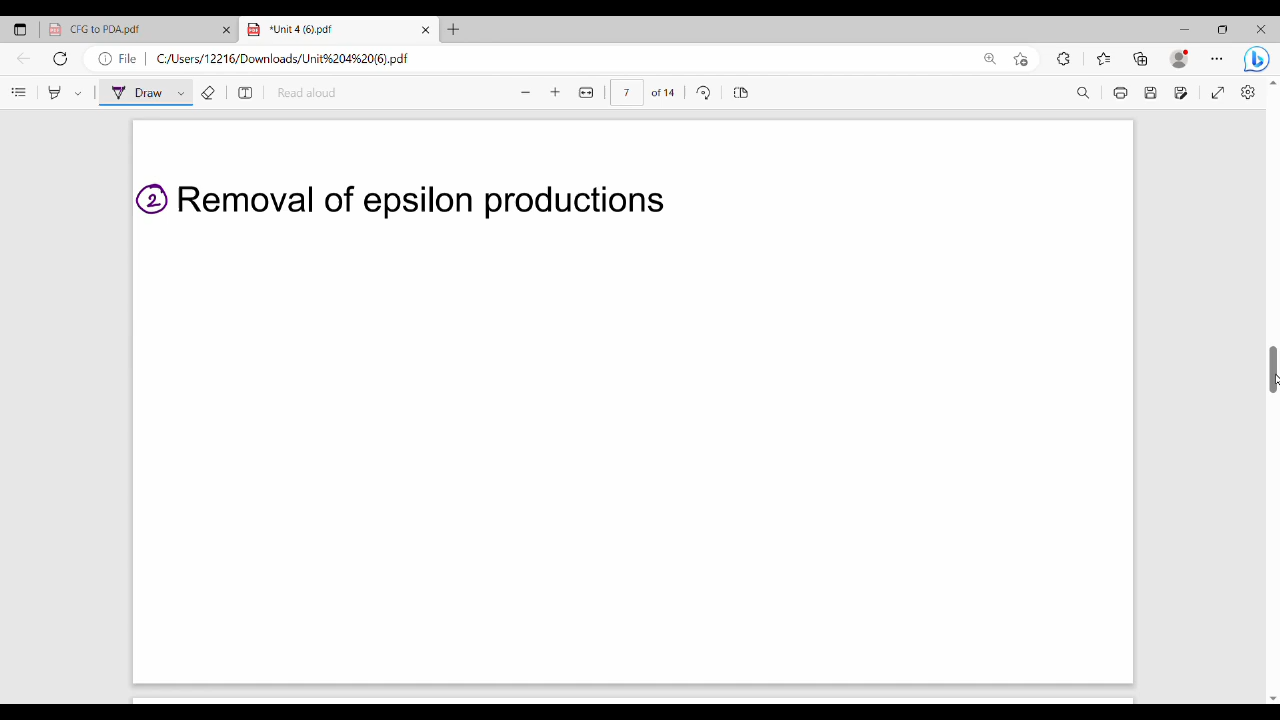 CFG to PDA.pdf
*Unit 4 (6).pdf
File
C:/Users/12216/Downloads/Unit%204%20(6).pdf
Draw
Read aloud
7 of 14
2 Removal of epsilon productions